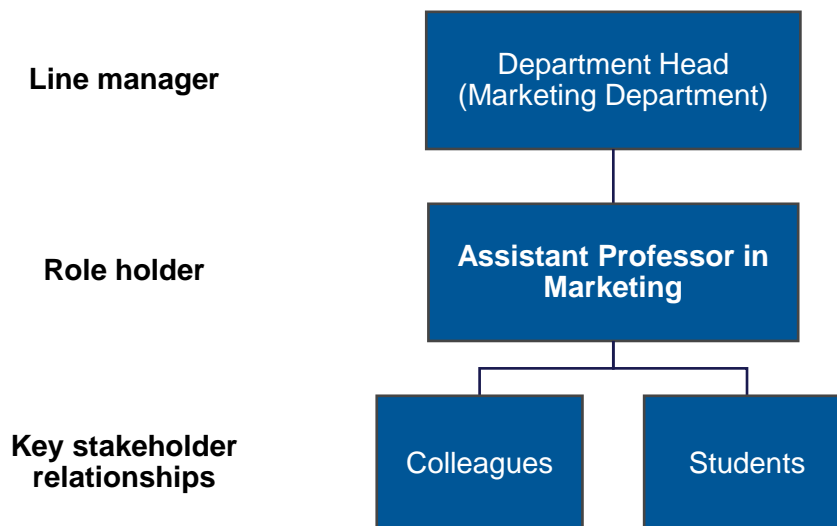 Line manager
Department Head
(Marketing Department)
Role holder
Assistant Professor in
Marketing
Key stakeholder
relationships
Colleagues
Students